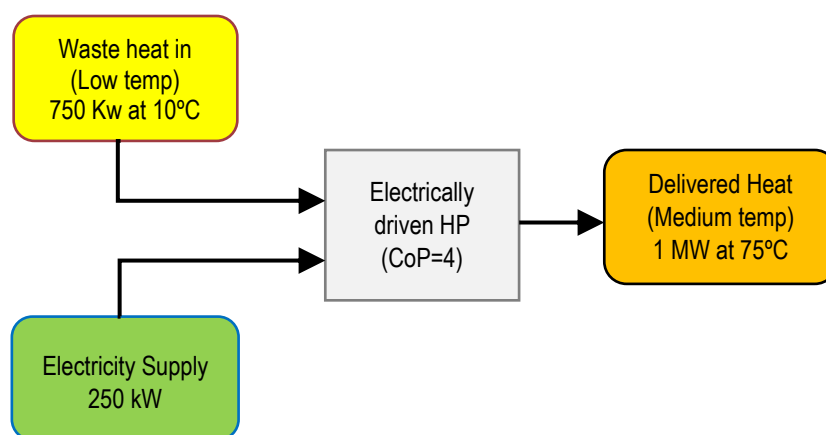 Waste heat in
(Low temp)
750 Kw at 10ºC
Electrically
driven HP
(CoP=4)
Delivered Heat
(Medium temp)
1 MW at 75ºC
Electricity Supply
250 kW